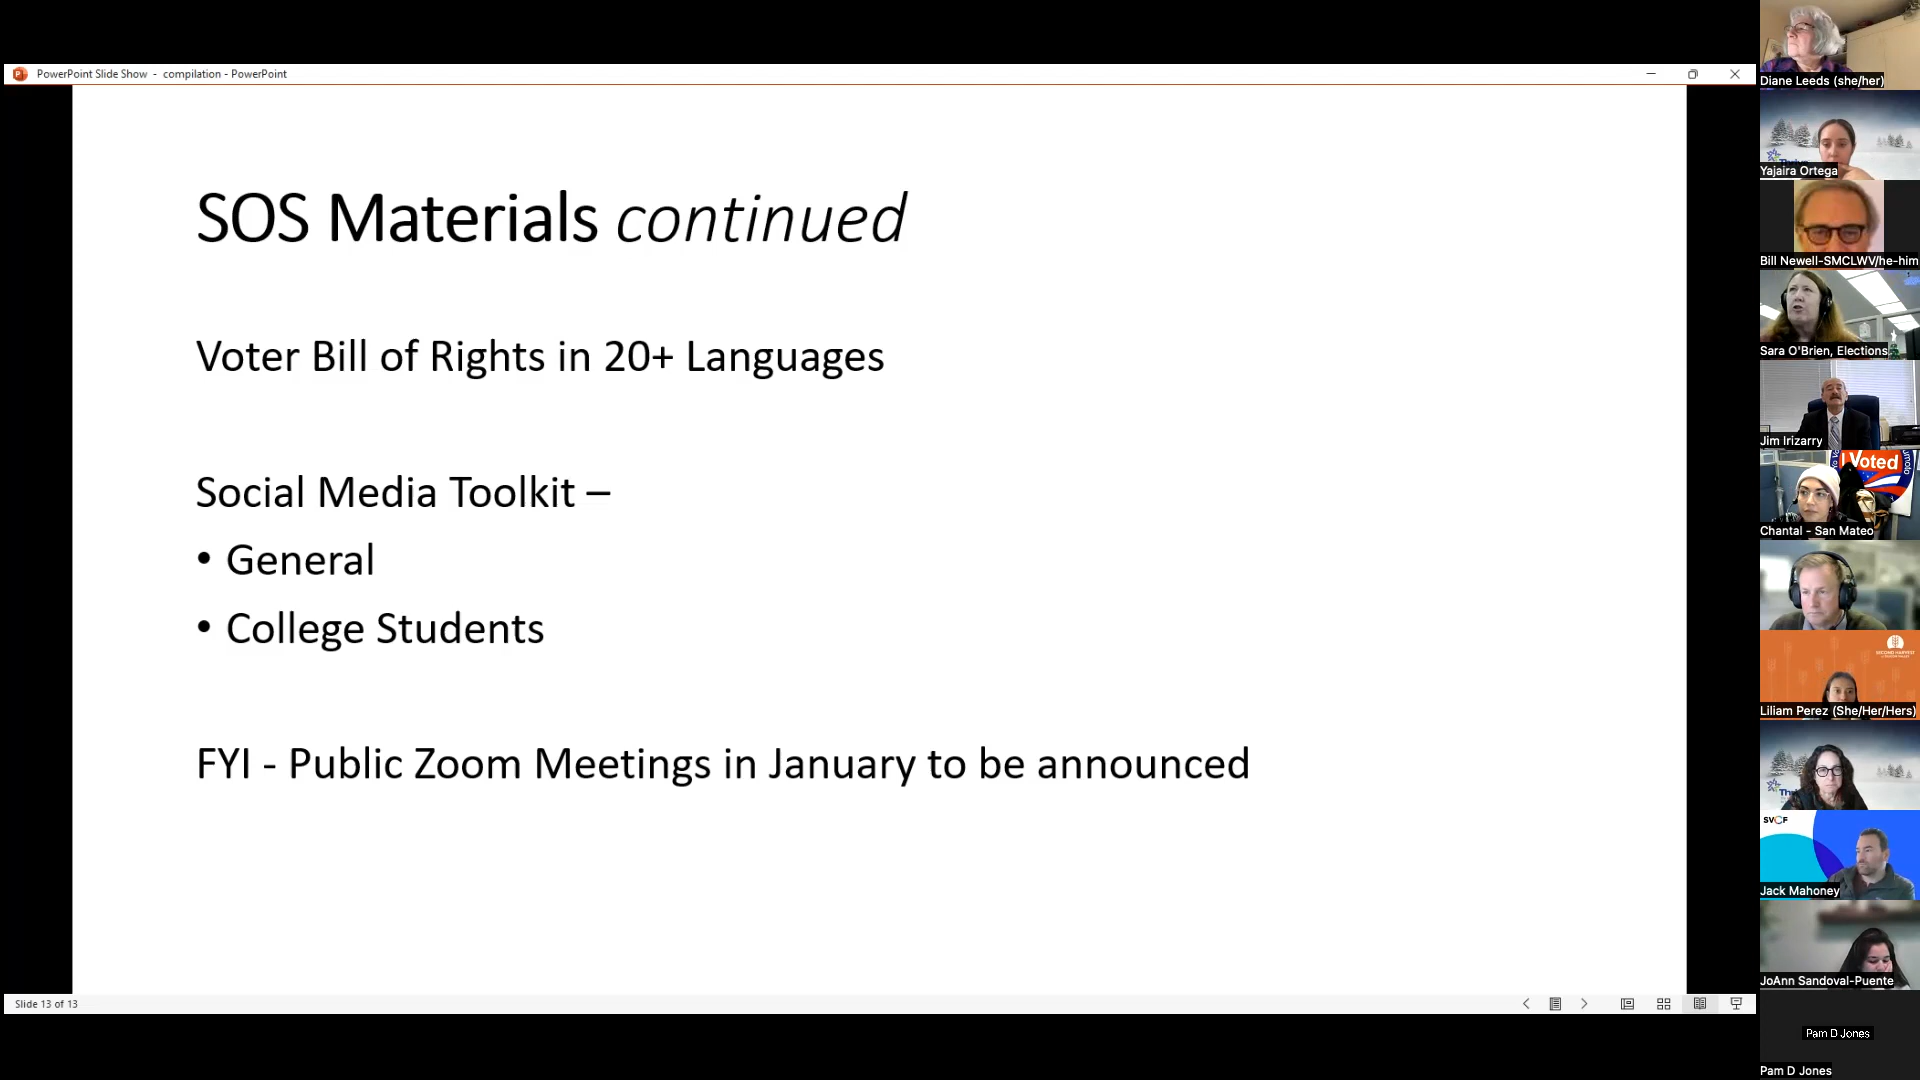 PowerPoint Slide Show - compilation - PowerPoint
SOS Materials continued
Voter Bill of Rights in 20+ Languages
Social Media Toolkit –
• General
• College Students
FYI - Public Zoom Meetings in January to be announced
Slide 13 of 13
Diane Leeds (she/her)
Yajaira Ortega
Bill Newell-SMCLWV/he-him
Sara O'Brien, Elections
Jim Irizarry
I Voted
Chantal - San Mateo
SECOND HARVEST
Liliam Perez (She/Her/Hers)
SVCF
Jack Mahoney
JoAnn Sandoval-Puente
Pam D Jones
Pam D Jones